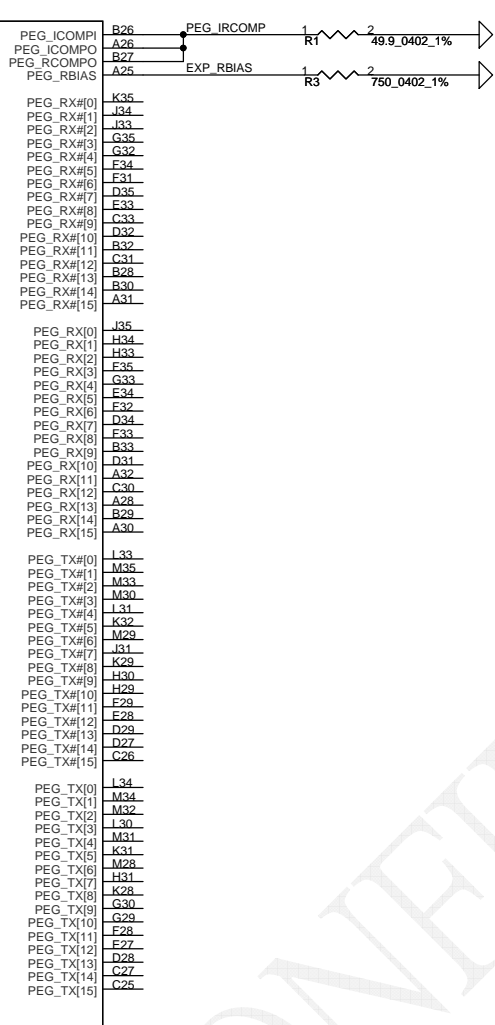 PEG_ICOMPI B26 PEG_IRCOMP 1 R1 2 49.9_0402_1%
PEG_ICOMPO A26
PEG_RCOMPO B27
PEG_RBIAS A25 EXP_RBIAS 1 R3 2 750_0402_1%
PEG_RX#[0] K35
PEG_RX#[1] J34
PEG_RX#[2] J33
PEG_RX#[3] G35
PEG_RX#[4] G32
PEG_RX#[5] F34
PEG_RX#[6] F31
PEG_RX#[7] D35
PEG_RX#[8] E33
PEG_RX#[9] C33
PEG_RX#[10] D32
PEG_RX#[11] B32
PEG_RX#[12] C31
PEG_RX#[13] B28
PEG_RX#[14] B30
PEG_RX#[15] A31
PEG_RX[0] J35
PEG_RX[1] H34
PEG_RX[2] H33
PEG_RX[3] F35
PEG_RX[4] G33
PEG_RX[5] E34
PEG_RX[6] F32
PEG_RX[7] D34
PEG_RX[8] F33
PEG_RX[9] B33
PEG_RX[10] D31
PEG_RX[11] A32
PEG_RX[12] C30
PEG_RX[13] A28
PEG_RX[14] B29
PEG_RX[15] A30
PEG_TX#[0] L33
PEG_TX#[1] M35
PEG_TX#[2] M33
PEG_TX#[3] M30
PEG_TX#[4] L31
PEG_TX#[5] K32
PEG_TX#[6] M29
PEG_TX#[7] J31
PEG_TX#[8] K29
PEG_TX#[9] H30
PEG_TX#[10] H29
PEG_TX#[11] F29
PEG_TX#[12] E28
PEG_TX#[13] D29
PEG_TX#[14] D27
PEG_TX#[15] C26
PEG_TX[0] L34
PEG_TX[1] M34
PEG_TX[2] M32
PEG_TX[3] L30
PEG_TX[4] M31
PEG_TX[5] K31
PEG_TX[6] M28
PEG_TX[7] H31
PEG_TX[8] K28
PEG_TX[9] G30
PEG_TX[10] G29
PEG_TX[11] F28
PEG_TX[12] E27
PEG_TX[13] D28
PEG_TX[14] C27
PEG_TX[15] C25